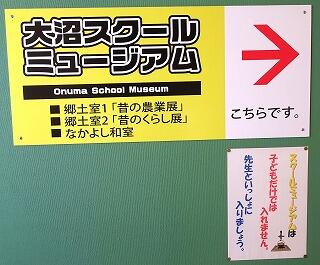 大沼スクール
ミュージアム
Onuma School Museum
■ 郷土室1「昔の農業展」
■ 郷土室2「昔のくらし展」
■ なかよし和室
こちらです。
スクールミュージアムは
子どもだけでは
入れません。
先生といっしょに
入りましょう。